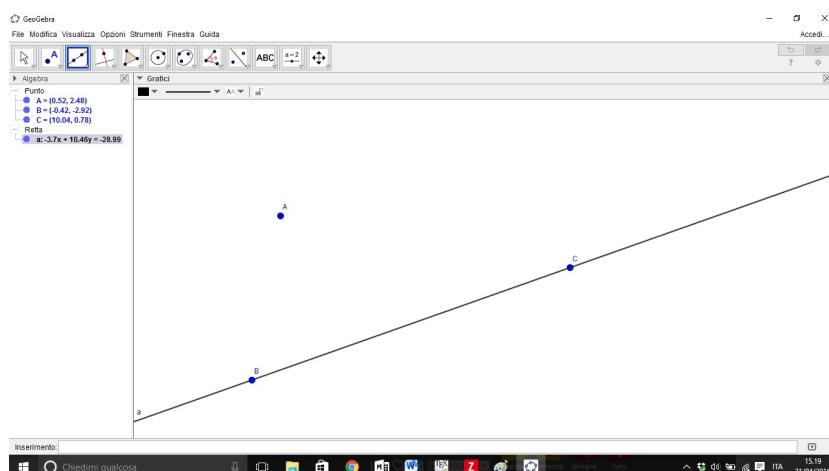 GeoGebra
File Modifica Visualizza Opzioni Strumenti Finestra Guida
Accedi...
ABC
a=2
?
Algebra
Grafici
Punto
A = (0.52, 2.48)
B = (-0.42, -2.92)
C = (10.04, 0.78)
Retta
a: -3.7x + 10.46y = -28.99
A
C
B
a
Inserimento:
Chiedimi qualcosa
ITA
15.19